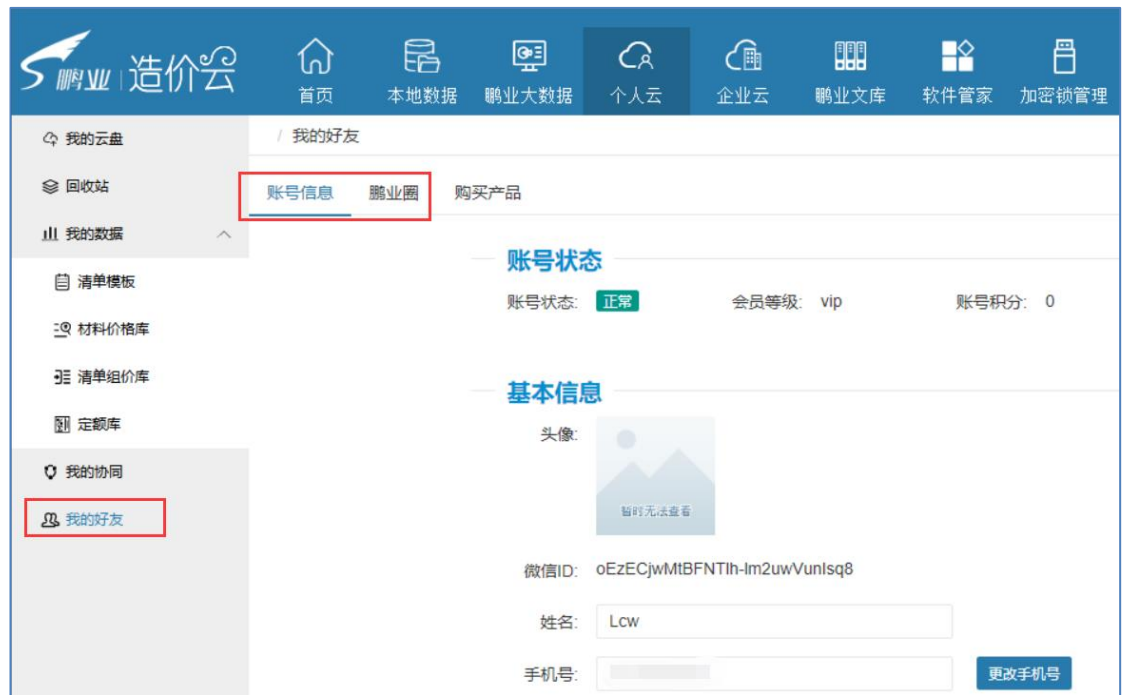 鹏业 | 造价云
首页 本地数据 鹏业大数据 个人云 企业云 鹏业文库 软件管家 加密锁管理
我的云盘
/ 我的好友
回收站
账号信息 鹏业圈 购买产品
我的数据
账号状态
清单模板
账号状态: 正常 会员等级: vip 账号积分: 0
材料价格库
清单组价库
基本信息
定额库
头像:
我的协同
暂时无法查看
我的好友
微信ID: oEzECjwMtBFNTIh-Im2uwVunIsq8
姓名: Lcw
手机号: 更改手机号